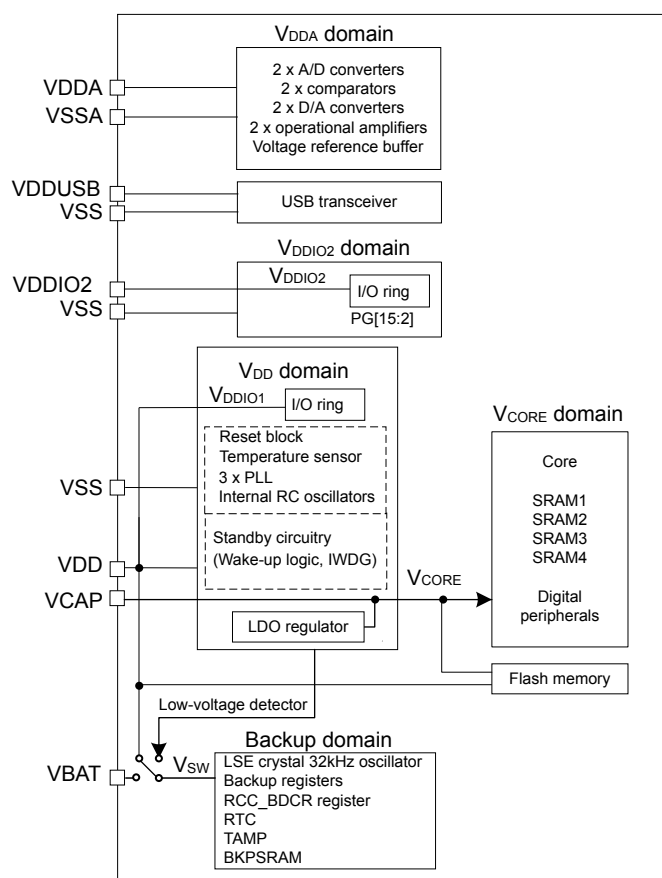 VDDA domain
VDDA
VSSA
2 x A/D converters
2 x comparators
2 x D/A converters
2 x operational amplifiers
Voltage reference buffer
VDDUSB
VSS
USB transceiver
VDDIO2 domain
VDDIO2
VSS
VDDIO2
I/O ring
PG[15:2]
VDD domain
VDDIO1
I/O ring
Reset block
Temperature sensor
3 x PLL
Internal RC oscillators
VSS
Standby circuitry
(Wake-up logic, IWDG)
VDD
VCAP
LDO regulator
VCORE
VCORE domain
Core
SRAM1
SRAM2
SRAM3
SRAM4
Digital
peripherals
Flash memory
Low-voltage detector
VBAT
VSW
Backup domain
LSE crystal 32kHz oscillator
Backup registers
RCC_BDCR register
RTC
TAMP
BKPSRAM